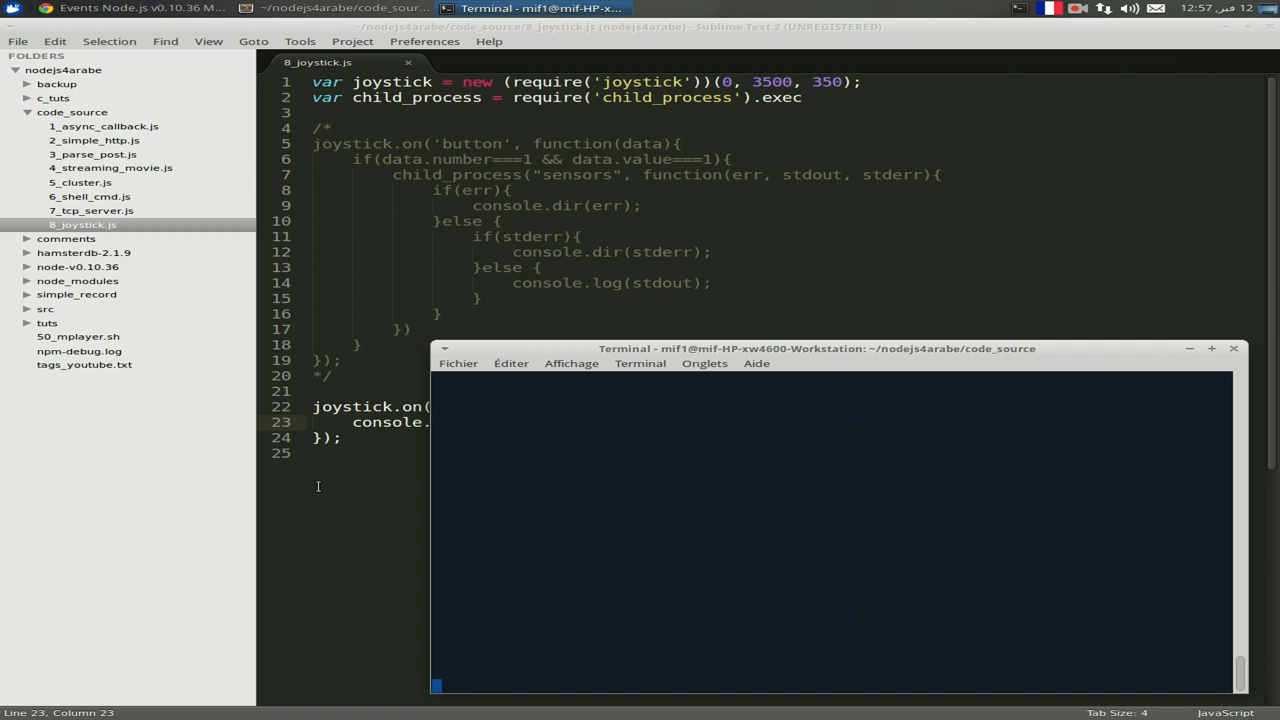 Events Node.js v0.10.36 M...
~/nodejs4arabe/code_sour...
Terminal - mif1@mif-HP-x...
12:57 ,فبر 12
~/nodejs4arabe/code_source/8_joystick.js (nodejs4arabe) - Sublime Text 2 (UNREGISTERED)
File Edit Selection Find View Goto Tools Project Preferences Help
FOLDERS
nodejs4arabe
backup
c_tuts
code_source
1_async_callback.js
2_simple_http.js
3_parse_post.js
4_streaming_movie.js
5_cluster.js
6_shell_cmd.js
7_tcp_server.js
8_joystick.js
comments
hamsterdb-2.1.9
node-v0.10.36
node_modules
simple_record
src
tuts
50_mplayer.sh
npm-debug.log
tags_youtube.txt
8_joystick.js
1 var joystick = new (require('joystick'))(0, 3500, 350);
2 var child_process = require('child_process').exec
3
4 /*
5 joystick.on('button', function(data){
6 if(data.number===1 && data.value===1){
7 child_process("sensors", function(err, stdout, stderr){
8 if(err){
9 console.dir(err);
10 }else {
11 if(stderr){
12 console.dir(stderr);
13 }else {
14 console.log(stdout);
15 }
16 }
17 })
18 }
19 });
20 */
21
22 joystick.on(
23 console.
24 });
25
Terminal - mif1@mif-HP-xw4600-Workstation: ~/nodejs4arabe/code_source
Fichier Éditer Affichage Terminal Onglets Aide
Line 23, Column 23
Tab Size: 4
JavaScript